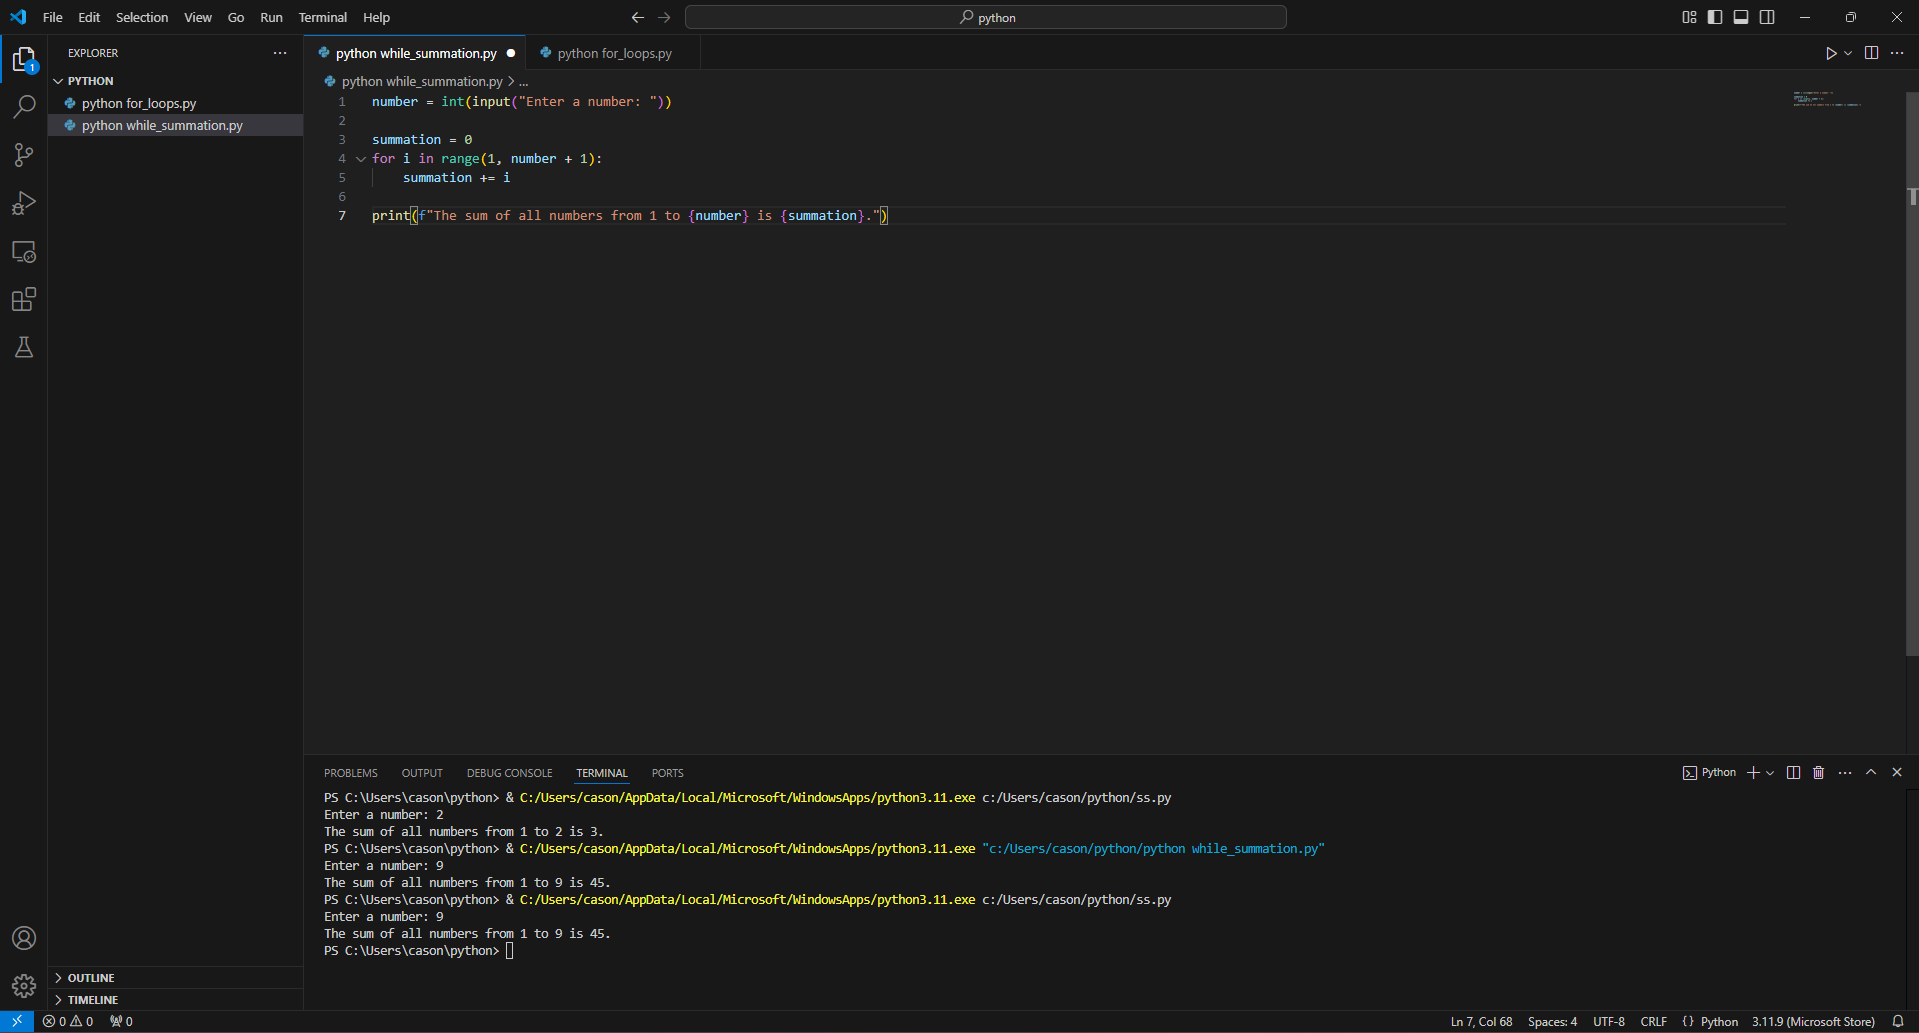 File Edit Selection View Go Run Terminal Help
python
EXPLORER
1
PYTHON
python for_loops.py
python while_summation.py
OUTLINE
TIMELINE
python while_summation.py
python for_loops.py
python while_summation.py > ...
1 number = int(input("Enter a number: "))
2
3 summation = 0
4 for i in range(1, number + 1):
5 summation += i
6
7 print(f"The sum of all numbers from 1 to {number} is {summation}.")
PROBLEMS OUTPUT DEBUG CONSOLE TERMINAL PORTS
Python
PS C:\Users\cason\python> & C:/Users/cason/AppData/Local/Microsoft/WindowsApps/python3.11.exe c:/Users/cason/python/ss.py
Enter a number: 2
The sum of all numbers from 1 to 2 is 3.
PS C:\Users\cason\python> & C:/Users/cason/AppData/Local/Microsoft/WindowsApps/python3.11.exe "c:/Users/cason/python/python while_summation.py"
Enter a number: 9
The sum of all numbers from 1 to 9 is 45.
PS C:\Users\cason\python> & C:/Users/cason/AppData/Local/Microsoft/WindowsApps/python3.11.exe c:/Users/cason/python/ss.py
Enter a number: 9
The sum of all numbers from 1 to 9 is 45.
PS C:\Users\cason\python>
0 0 0
Ln 7, Col 68 Spaces: 4 UTF-8 CRLF {} Python 3.11.9 (Microsoft Store)